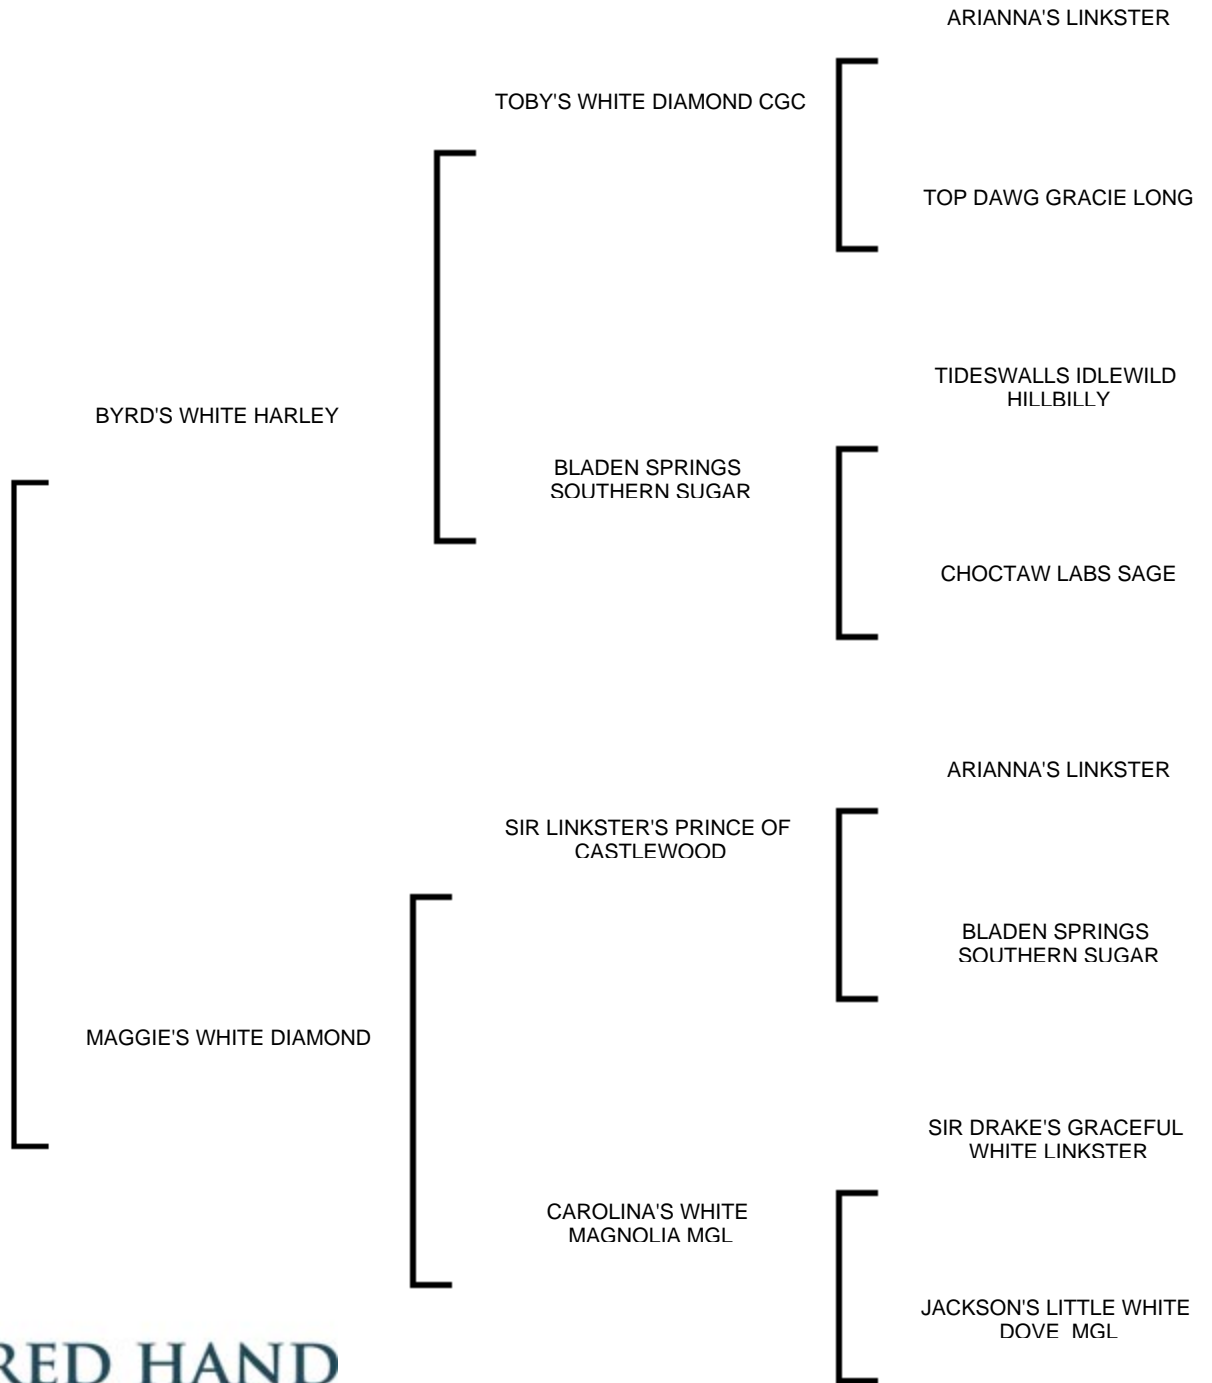 ARIANNA'S LINKSTER
TOBY'S WHITE DIAMOND CGC
TOP DAWG GRACIE LONG
TIDESWALLS IDLEWILD
HILLBILLY
BYRD'S WHITE HARLEY
BLADEN SPRINGS
SOUTHERN SUGAR
CHOCTAW LABS SAGE
ARIANNA'S LINKSTER
SIR LINKSTER'S PRINCE OF
CASTLEWOOD
BLADEN SPRINGS
SOUTHERN SUGAR
MAGGIE'S WHITE DIAMOND
SIR DRAKE'S GRACEFUL
WHITE LINKSTER
CAROLINA'S WHITE
MAGNOLIA MGL
JACKSON'S LITTLE WHITE
DOVE MGL
RED HAND